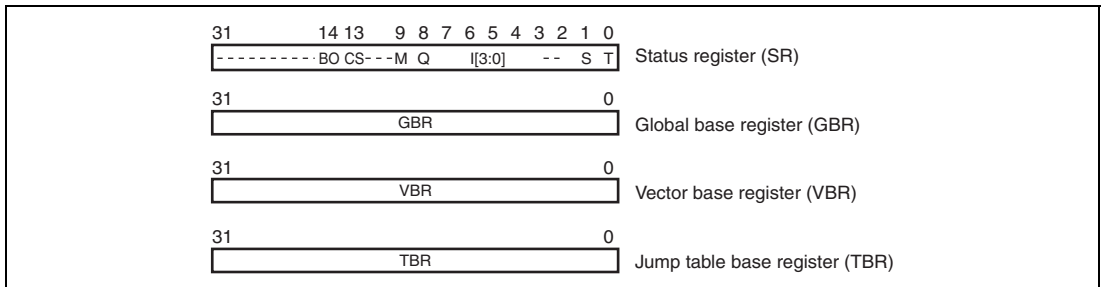 31 14 13 9 8 7 6 5 4 3 2 1 0
---------- BO CS---M Q I[3:0] -- S T Status register (SR)
31 0
GBR Global base register (GBR)
31 0
VBR Vector base register (VBR)
31 0
TBR Jump table base register (TBR)